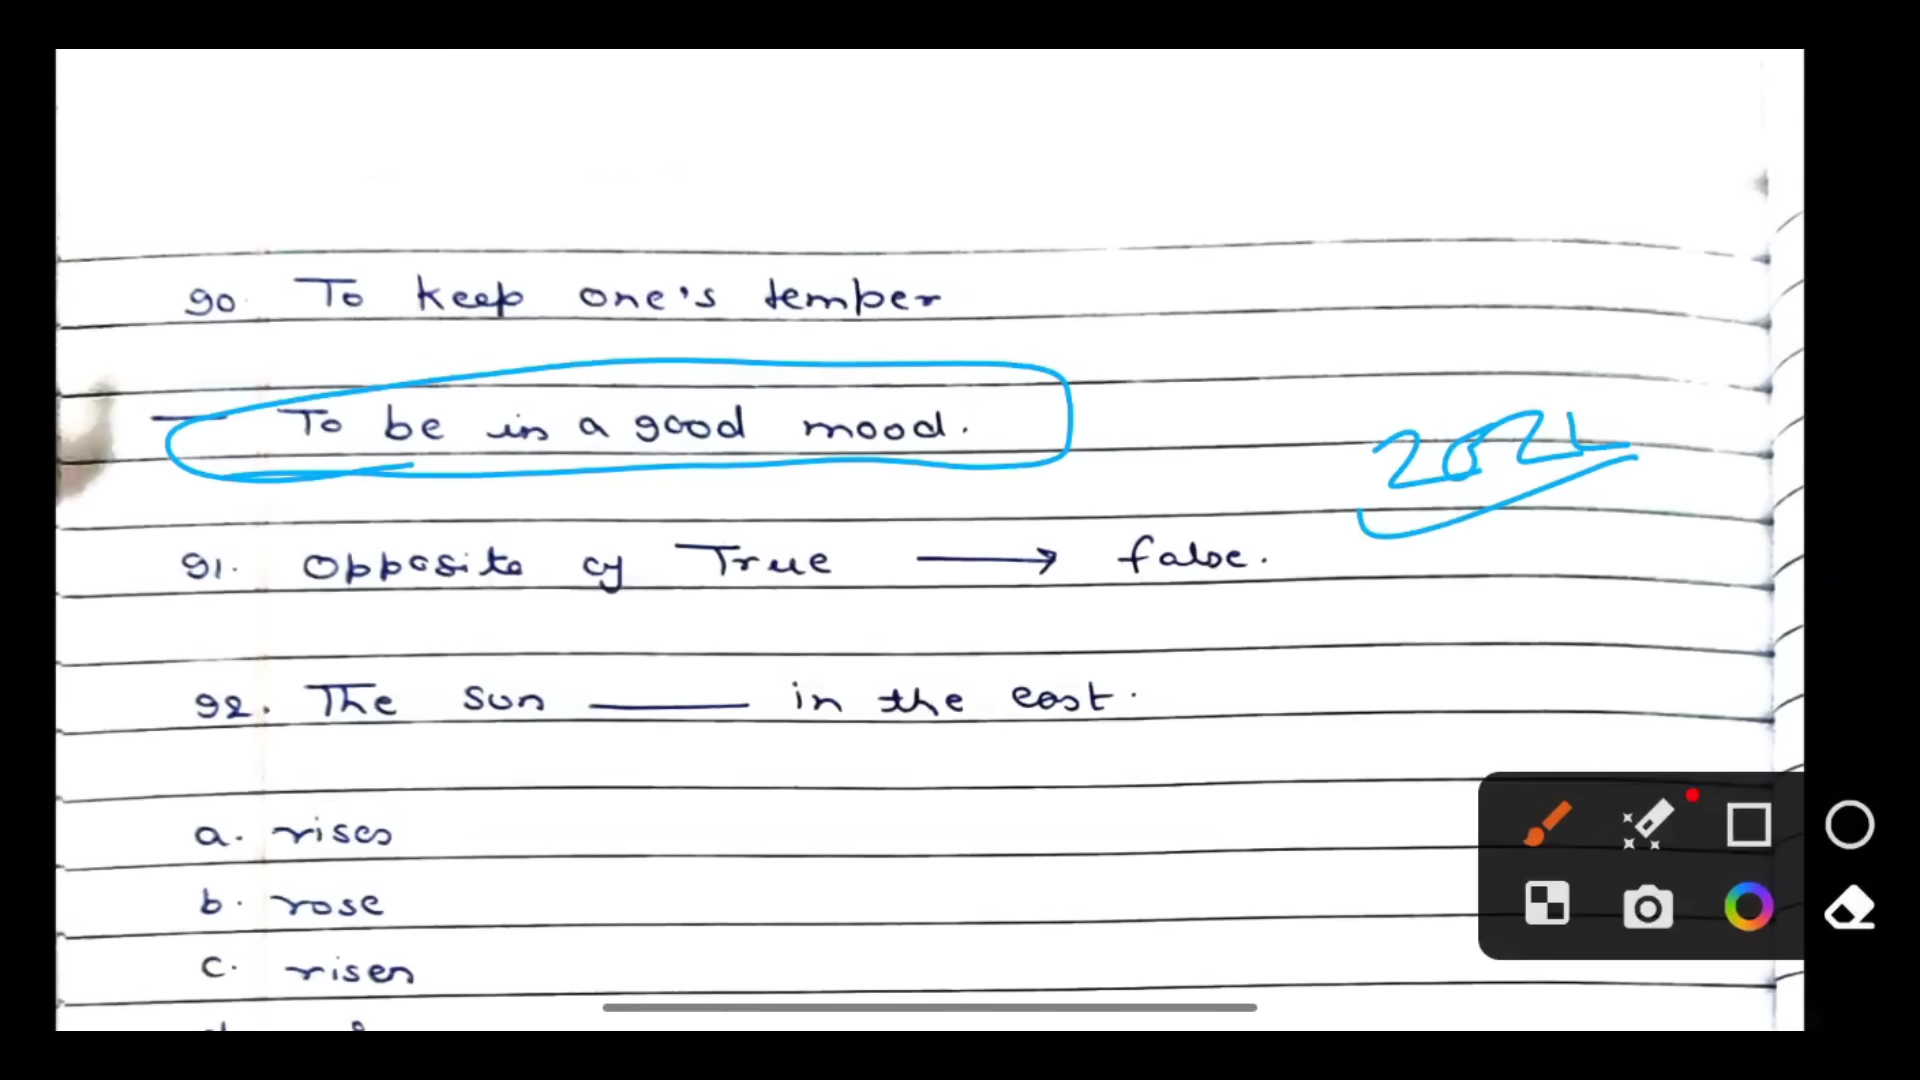 90. To keep one's temper
— To be in a good mood.
2021
91. Opposite of True → false.
92. The sun ——— in the east.
a. rises
b. rose
c. risen